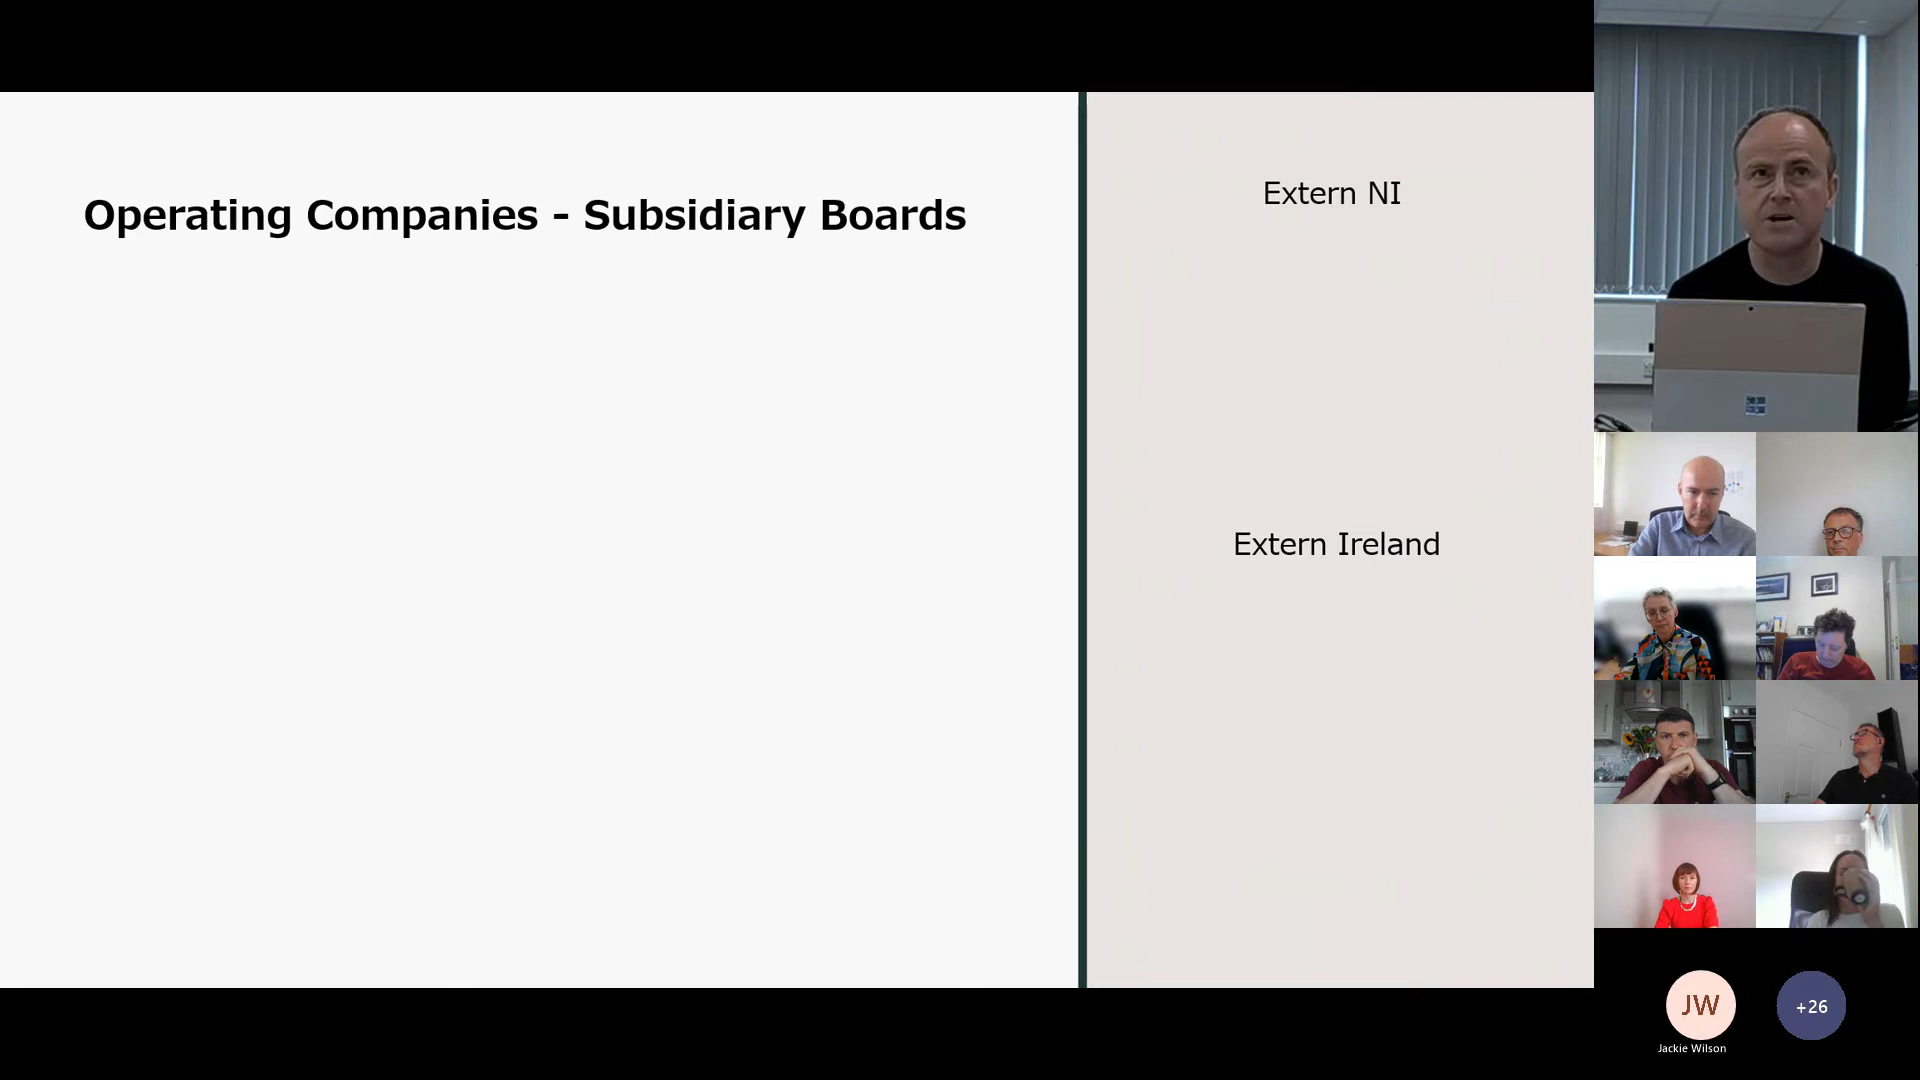 Operating Companies - Subsidiary Boards
Extern NI
Extern Ireland
JW
+26
Jackie Wilson